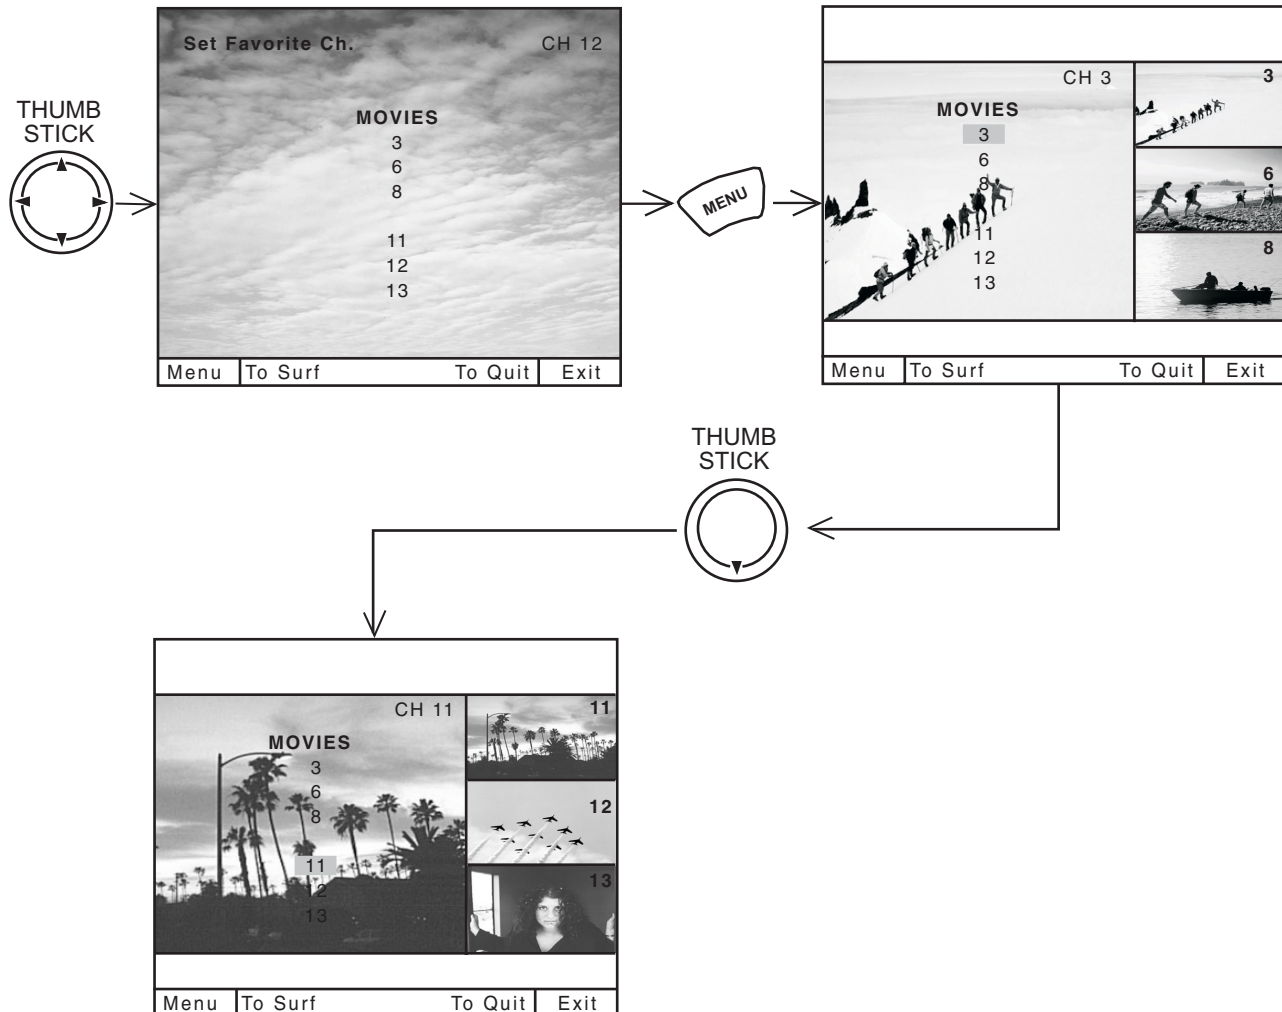 THUMB
STICK
Set Favorite Ch.
CH 12
MOVIES
3
6
8
11
12
13
Menu
To Surf
To Quit
Exit
MENU
CH 3
MOVIES
3
6
8
11
12
13
3
6
8
Menu
To Surf
To Quit
Exit
THUMB
STICK
CH 11
MOVIES
3
6
8
11
12
13
11
12
13
Menu
To Surf
To Quit
Exit